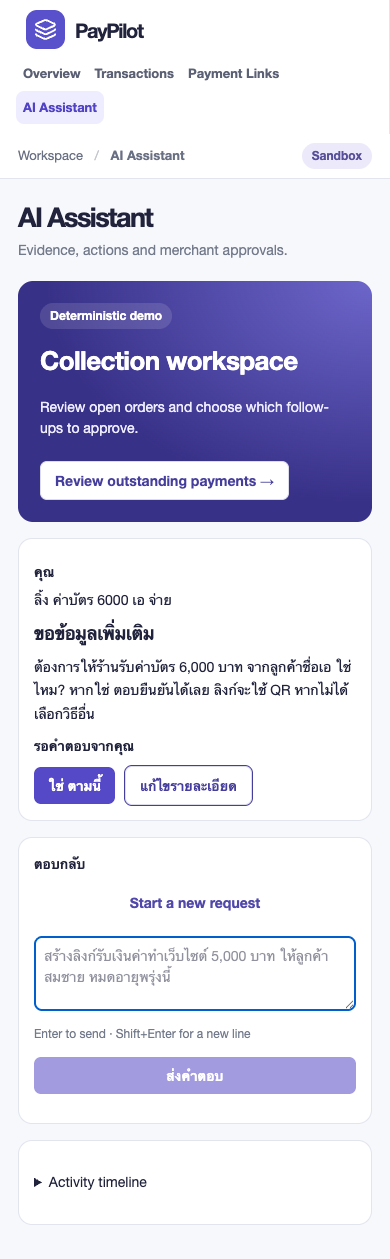 PayPilot
Overview Transactions Payment Links
AI Assistant
Workspace / AI Assistant Sandbox
AI Assistant
Evidence, actions and merchant approvals.
Deterministic demo
Collection workspace
Review open orders and choose which follow-
ups to approve.
Review outstanding payments →
คุณ
ลิ้ง ค่าบัตร 6000 เอ จ่าย
ขอข้อมูลเพิ่มเติม
ต้องการให้ร้านรับค่าบัตร 6,000 บาท จากลูกค้าชื่อเอ ใช่
ไหม? หากใช่ ตอบยืนยันได้เลย ลิงก์จะใช้ QR หากไม่ได้
เลือกวิธีอื่น
รอคำตอบจากคุณ
ใช่ ตามนี้ แก้ไขรายละเอียด
ตอบกลับ
Start a new request
สร้างลิงก์รับเงินค่าทำเว็บไซต์ 5,000 บาท ให้ลูกค้า
สมชาย หมดอายุพรุ่งนี้
Enter to send · Shift+Enter for a new line
ส่งคำตอบ
▶ Activity timeline